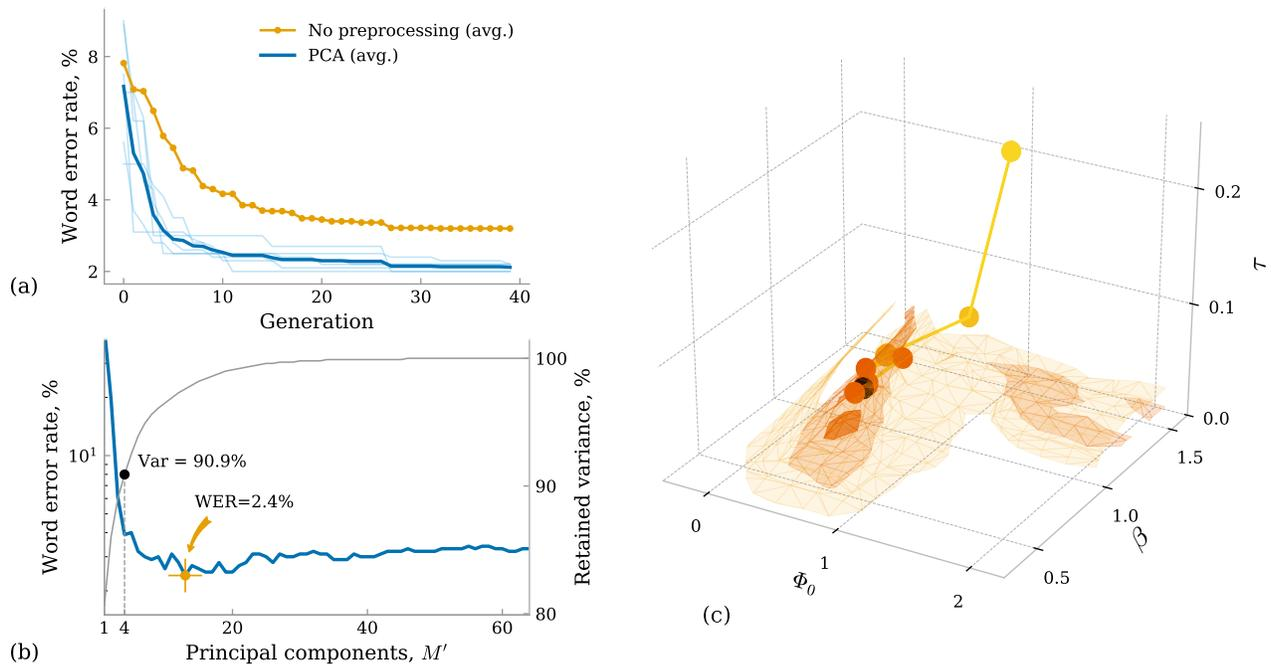 No preprocessing (avg.)
PCA (avg.)
Word error rate, %
8
6
4
2
0 10 20 30 40
Generation
(a)
Word error rate, %
10¹
Var = 90.9%
WER=2.4%
100
90
80
Retained variance, %
1 4 20 40 60
Principal components, M′
(b)
0.2
0.1
0.0
τ
1.5
1.0
0.5
β
0
1
2
Φ₀
(c)